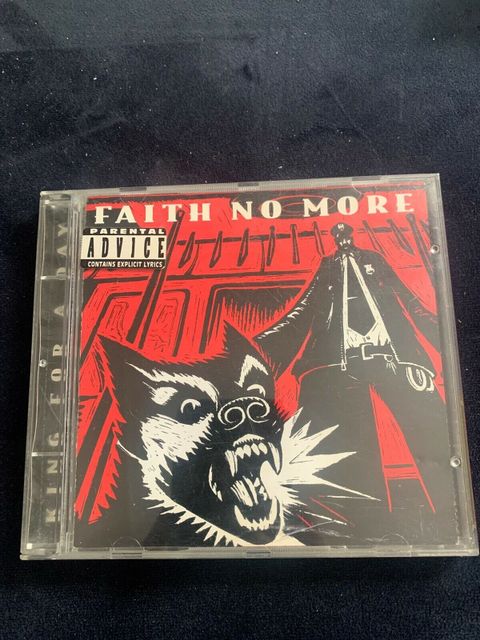 FAITH NO MORE
PARENTAL
ADVICE
CONTAINS EXPLICIT LYRICS
KING FOR A DAY